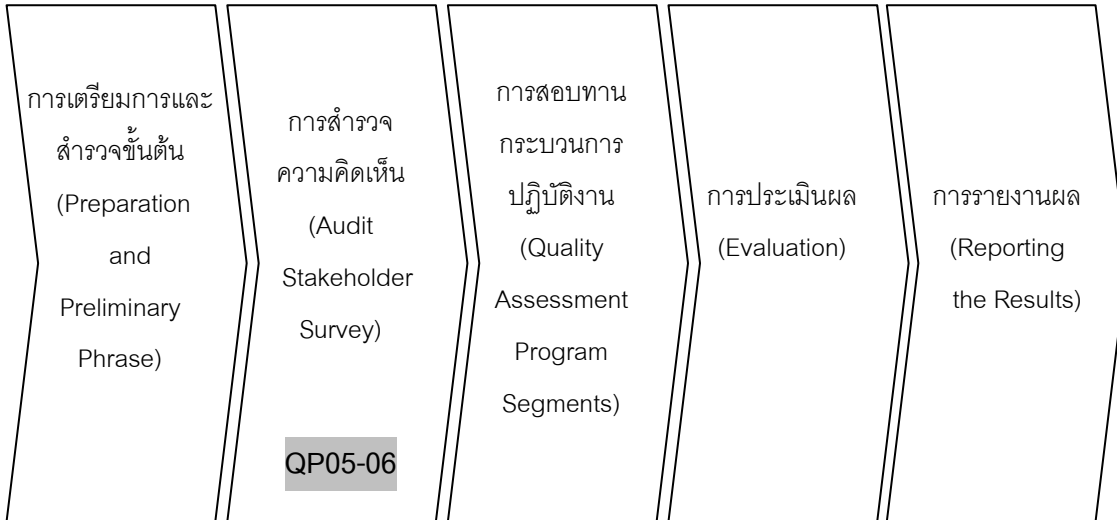 การเตรียมการและ
สำรวจขั้นต้น
(Preparation
and
Preliminary
Phrase)
การสำรวจ
ความคิดเห็น
(Audit
Stakeholder
Survey)
QP05-06
การสอบทาน
กระบวนการ
ปฏิบัติงาน
(Quality
Assessment
Program
Segments)
การประเมินผล
(Evaluation)
การรายงานผล
(Reporting
the Results)